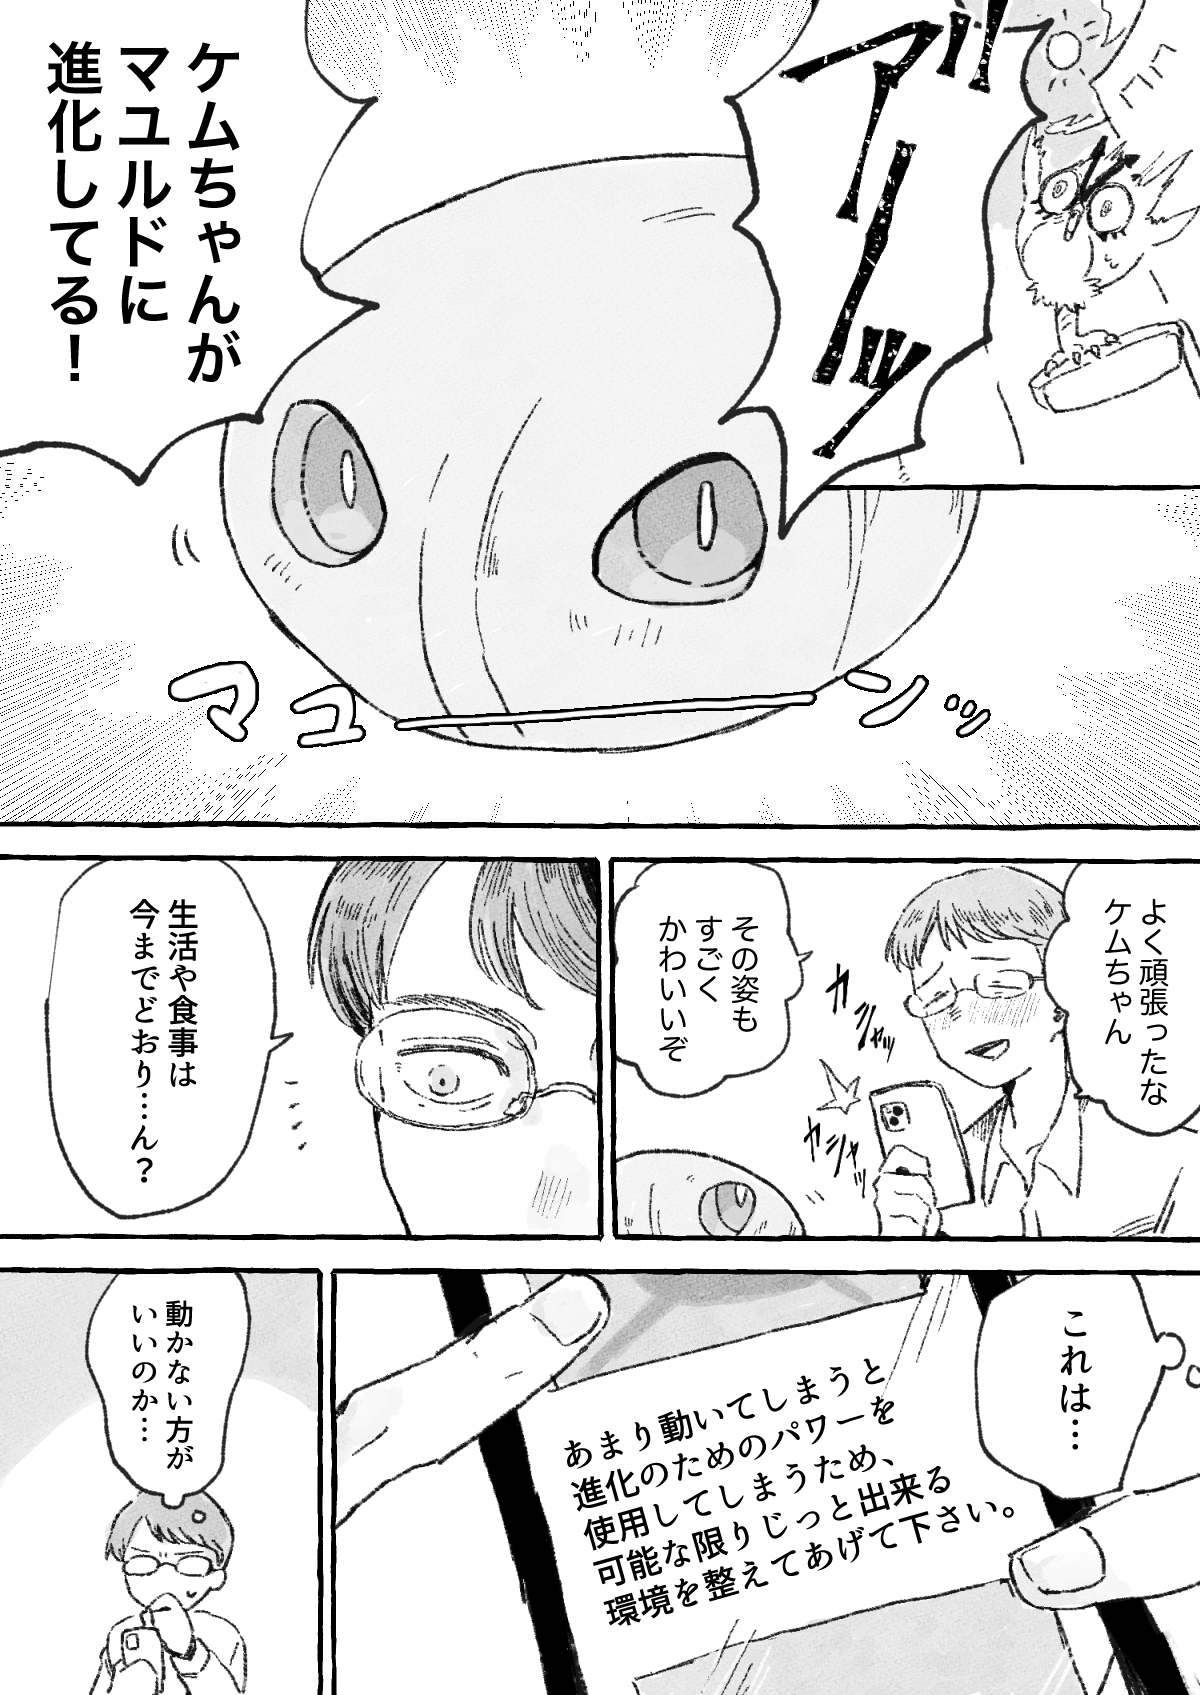 アーーッ
ケムちゃんが
マユルドに
進化してる！
マユンッ
よく頑張ったな
ケムちゃん
その姿も
すごく
かわいいぞ
カシャッ
カシャッ
生活や食事は
今までどおり…ん？
これは…
あまり動いてしまうと
進化のためのパワーを
使用してしまうため、
可能な限りじっと出来る
環境を整えてあげて下さい。
動かない方が
いいのか…